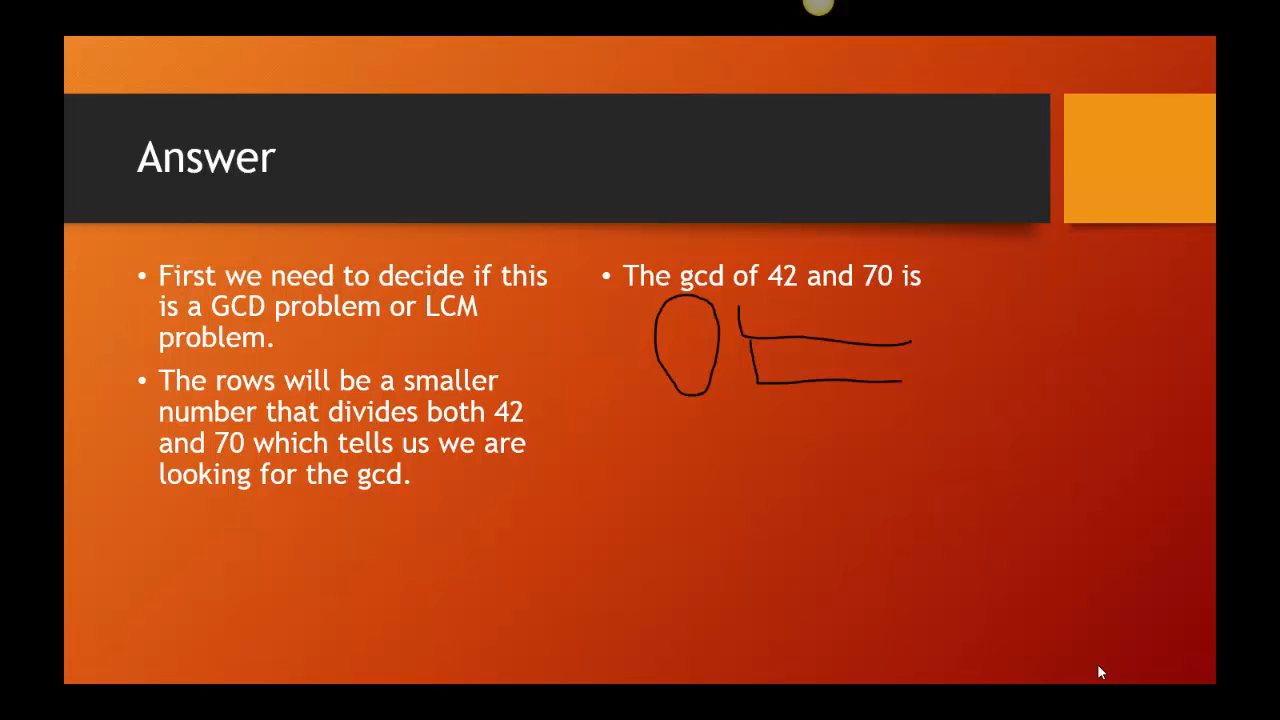 Answer
• First we need to decide if this
is a GCD problem or LCM
problem.
• The rows will be a smaller
number that divides both 42
and 70 which tells us we are
looking for the gcd.
• The gcd of 42 and 70 is